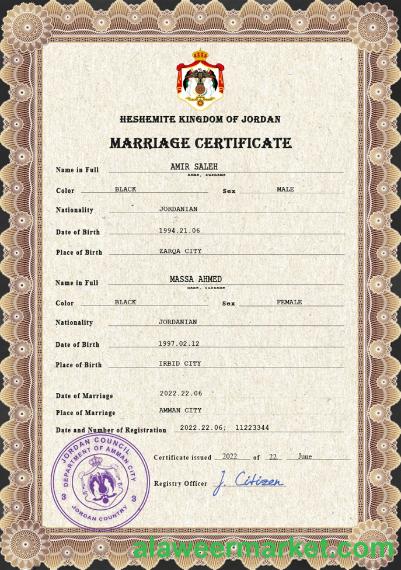 HESHEMITE KINGDOM OF JORDAN
MARRIAGE CERTIFICATE
Name in Full AMIR SALEH
Color BLACK Sex MALE
Nationality JORDANIAN
Date of Birth 1994.21.06
Place of Birth ZARQA CITY
Name in Full MASSA AHMED
Color BLACK Sex FEMALE
Nationality JORDANIAN
Date of Birth 1997.02.12
Place of Birth IRBID CITY
Date of Marriage 2022.22.06
Place of Marriage AMMAN CITY
Date and Number of Registration 2022.22.06; 11223344
Certificate issued 2022 of 22 June
Registry Officer J. Citizen
JORDAN COUNCIL
DEPARTMENT OF AMMAN CITY
3 3
JORDAN COUNTRY
alaweermarket.com